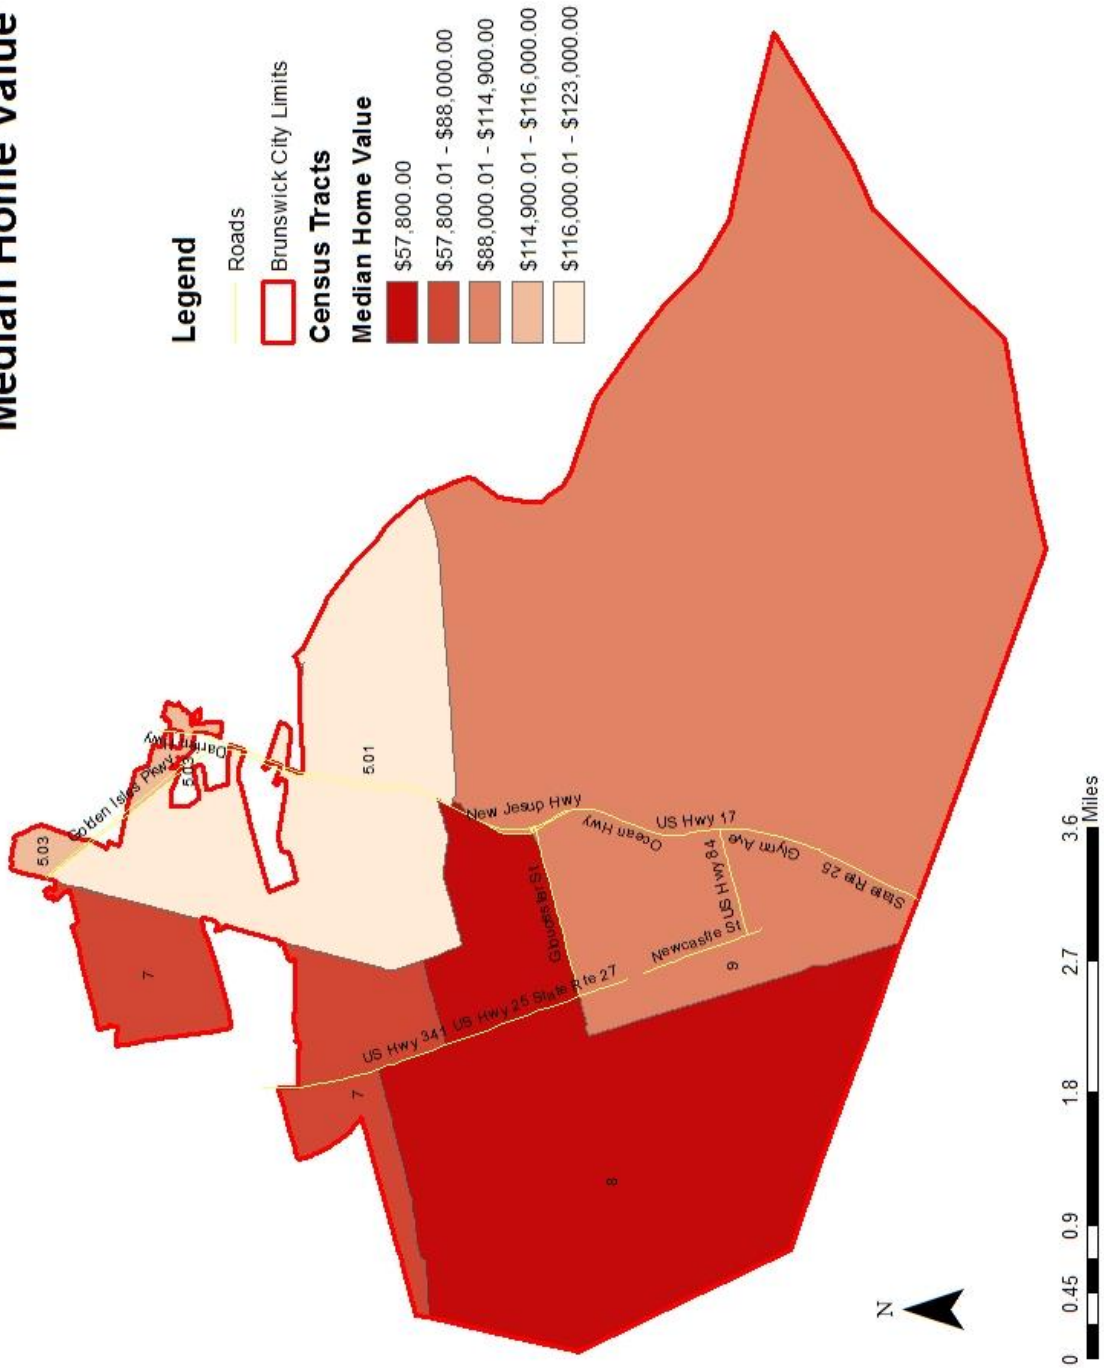 Median Home Value
Legend
Roads
Brunswick City Limits
Census Tracts
Median Home Value
$57,800.00
$57,800.01 - $88,000.00
$88,000.01 - $114,900.00
$114,900.01 - $116,000.00
$116,000.01 - $123,000.00
5.03
Golden Isles Pkwy
Darien Hwy
5.03
7
5.01
7
US Hwy 341
US Hwy 25
State Rte 27
New Jesup Hwy
Gloucester St
Ocean Hwy
US Hwy 17
US Hwy 84
Glynn Ave
Newcastle St
State Rte 25
9
8
N
0 0.45 0.9 1.8 2.7 3.6
Miles